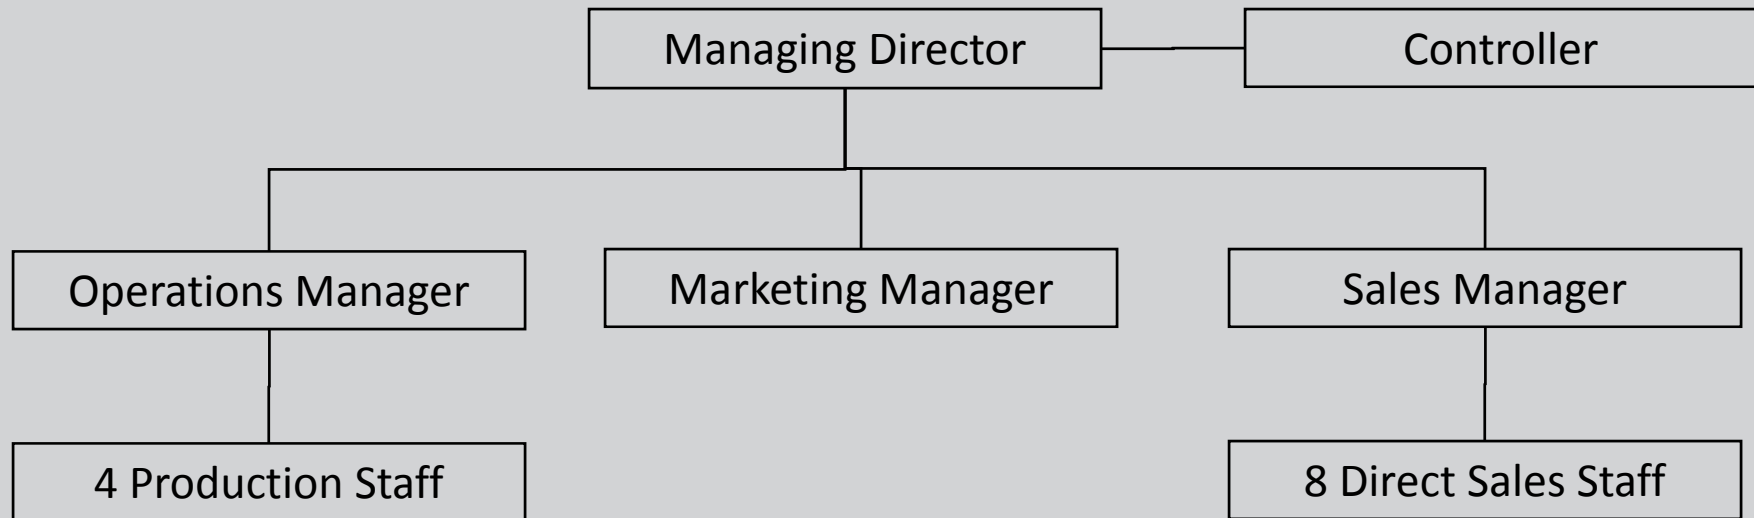 Managing Director
Controller
Operations Manager
Marketing Manager
Sales Manager
4 Production Staff
8 Direct Sales Staff